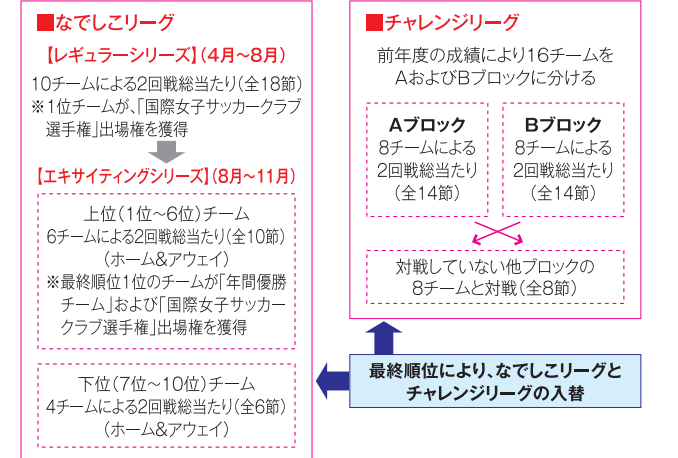 ■なでしこリーグ
【レギュラーシリーズ】（4月〜8月）
10チームによる2回戦総当たり（全18節）
※1位チームが、「国際女子サッカークラブ
選手権」出場権を獲得
【エキサイティングシリーズ】（8月〜11月）
上位（1位〜6位）チーム
6チームによる2回戦総当たり（全10節）
（ホーム&アウェイ）
※最終順位1位のチームが「年間優勝
チーム」および「国際女子サッカー
クラブ選手権」出場権を獲得
下位（7位〜10位）チーム
4チームによる2回戦総当たり（全6節）
（ホーム&アウェイ）
■チャレンジリーグ
前年度の成績により16チームを
AおよびBブロックに分ける
Aブロック
8チームによる
2回戦総当たり
（全14節）
Bブロック
8チームによる
2回戦総当たり
（全14節）
対戦していない他ブロックの
8チームと対戦（全8節）
最終順位により、なでしこリーグと
チャレンジリーグの入替